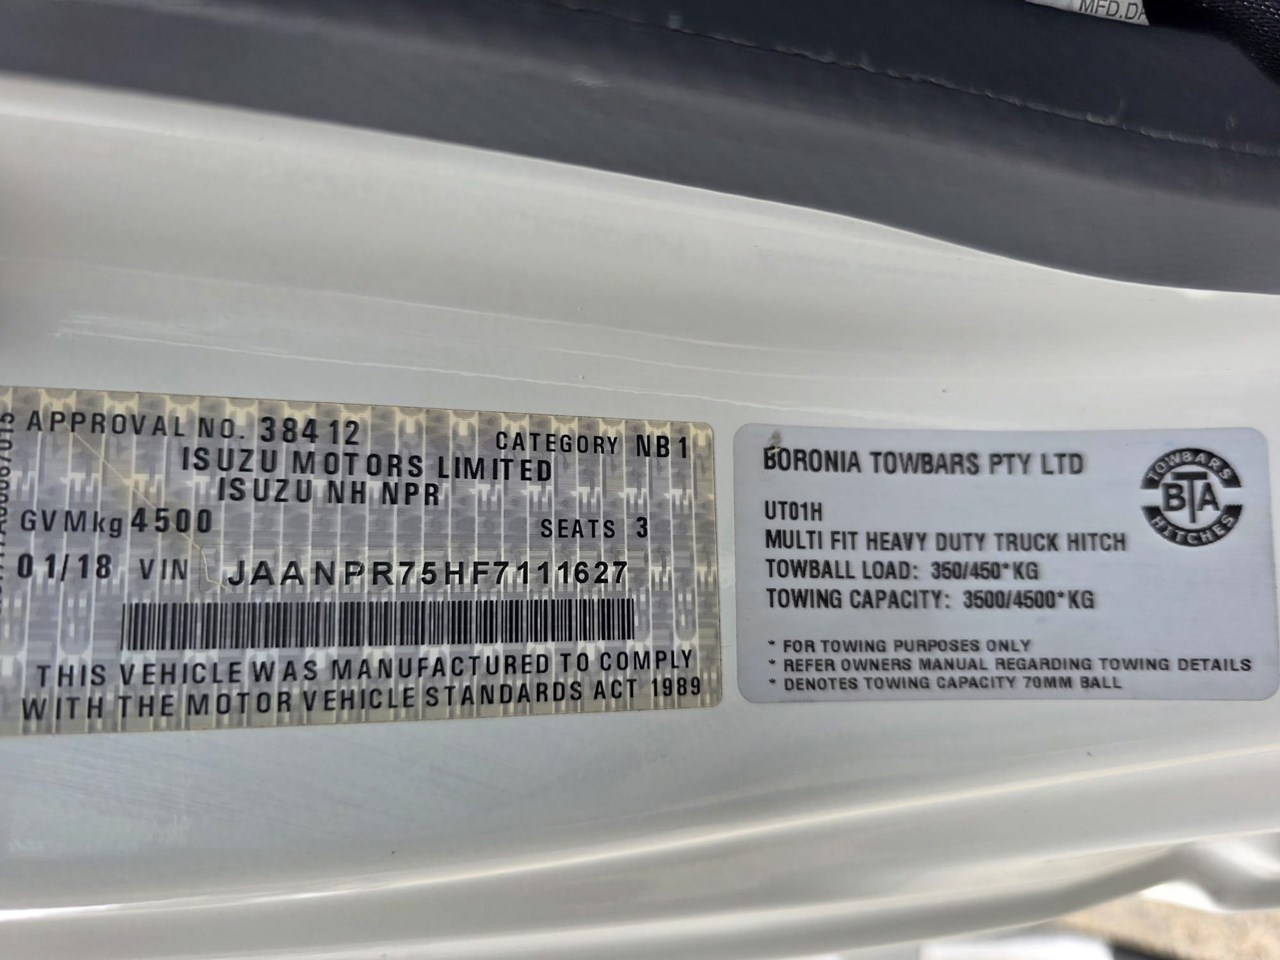 MFD.DA
APPROVAL NO. 38412 CATEGORY NB1
ISUZU MOTORS LIMITED
ISUZU NH NPR
GVMkg 4500 SEATS 3
01/18 VIN JAANPR75HF7111627
THIS VEHICLE WAS MANUFACTURED TO COMPLY
WITH THE MOTOR VEHICLE STANDARDS ACT 1989
BORONIA TOWBARS PTY LTD
UT01H
MULTI FIT HEAVY DUTY TRUCK HITCH
TOWBALL LOAD: 350/450*KG
TOWING CAPACITY: 3500/4500*KG
* FOR TOWING PURPOSES ONLY
* REFER OWNERS MANUAL REGARDING TOWING DETAILS
* DENOTES TOWING CAPACITY 70MM BALL
TOWBARS
BTA
HITCHES